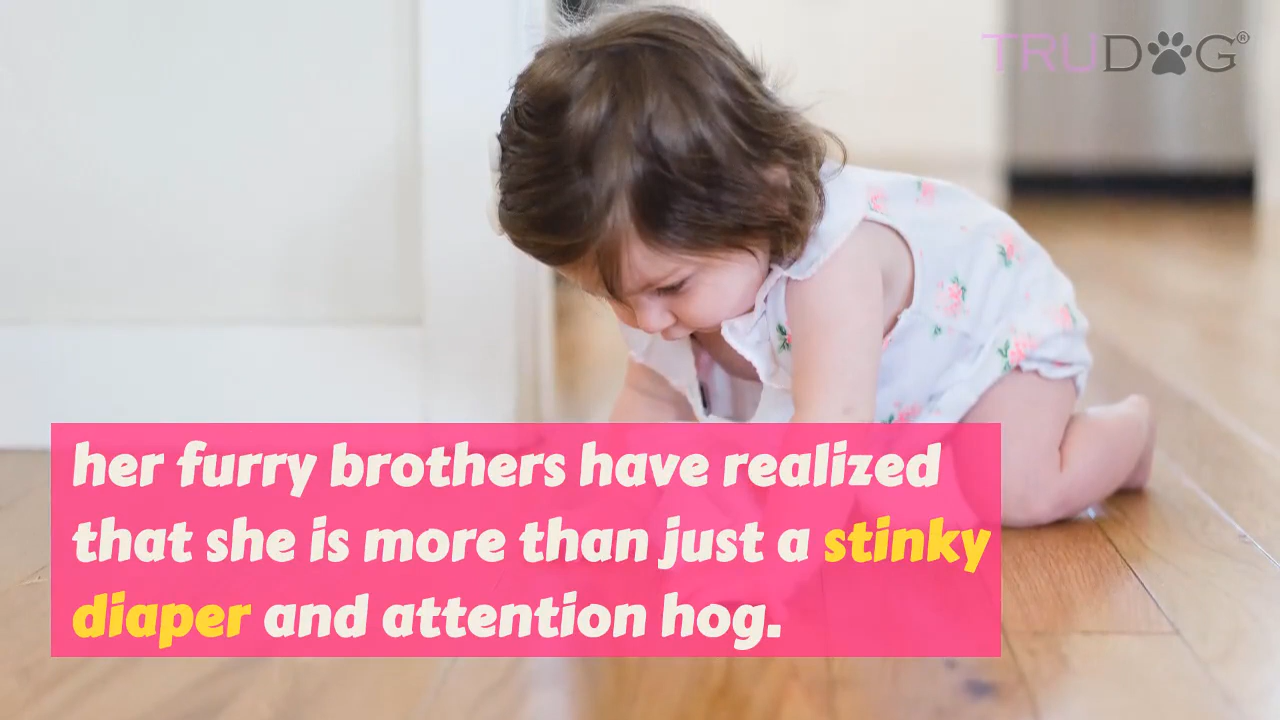 TRUDOG®
her furry brothers have realized
that she is more than just a stinky
diaper and attention hog.